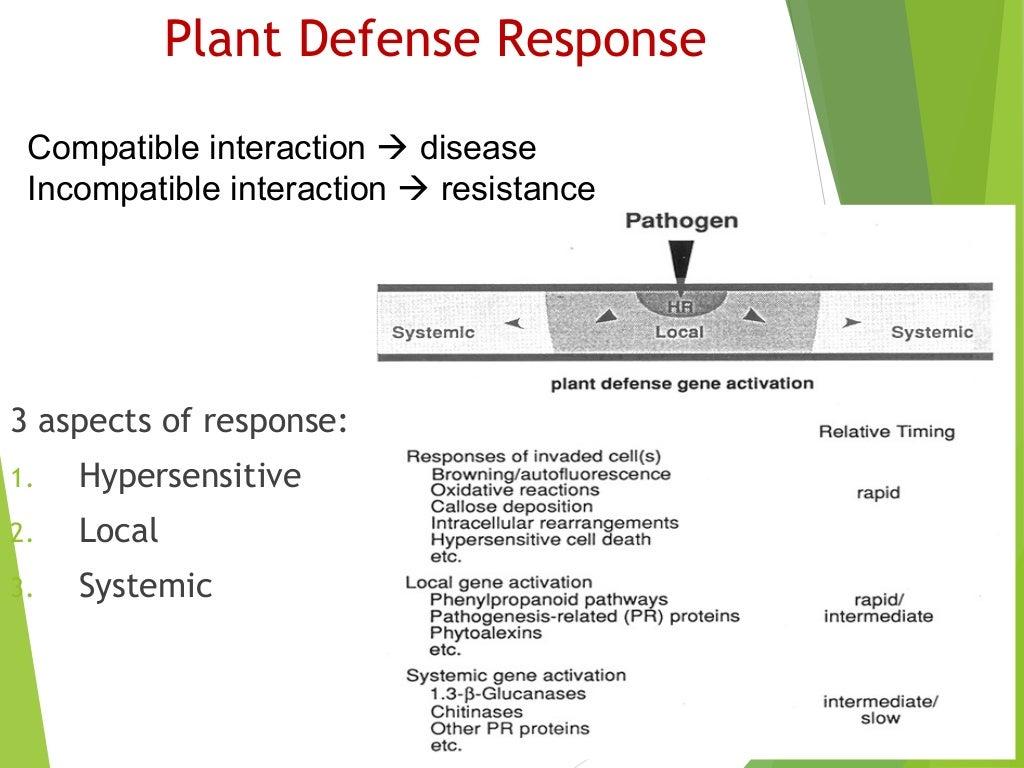 Plant Defense Response
Compatible interaction → disease
Incompatible interaction → resistance
Pathogen
HR
Systemic
Local
Systemic
plant defense gene activation
3 aspects of response:
1. Hypersensitive
2. Local
3. Systemic
Relative Timing
Responses of invaded cell(s)
Browning/autofluorescence
Oxidative reactions
rapid
Callose deposition
Intracellular rearrangements
Hypersensitive cell death
etc.
Local gene activation
Phenylpropanoid pathways
rapid/
Pathogenesis-related (PR) proteins
intermediate
Phytoalexins
etc.
Systemic gene activation
1.3-β-Glucanases
intermediate/
Chitinases
slow
Other PR proteins
etc.